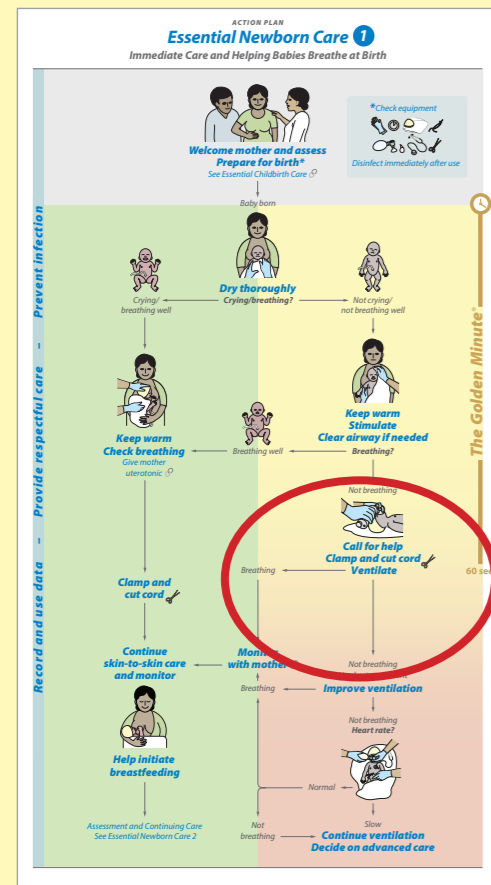 ACTION PLAN
Essential Newborn Care 1
Immediate Care and Helping Babies Breathe at Birth
*Check equipment
Disinfect immediately after use
Welcome mother and assess
Prepare for birth*
See Essential Childbirth Care
Baby born
Dry thoroughly
Crying/breathing?
Crying/
breathing well
Not crying/
not breathing well
Keep warm
Check breathing
Give mother
uterotonic
Breathing well
Keep warm
Stimulate
Clear airway if needed
Breathing?
Not breathing
Call for help
Clamp and cut cord
Ventilate
Breathing
60 sec
The Golden Minute®
Clamp and
cut cord
Continue
skin-to-skin care
and monitor
Monitor
with mother
Not breathing
Breathing
Improve ventilation
Not breathing
Heart rate?
Help initiate
breastfeeding
Normal
Slow
Assessment and Continuing Care
See Essential Newborn Care 2
Not
breathing
Continue ventilation
Decide on advanced care
Record and use data – Provide respectful care – Prevent infection